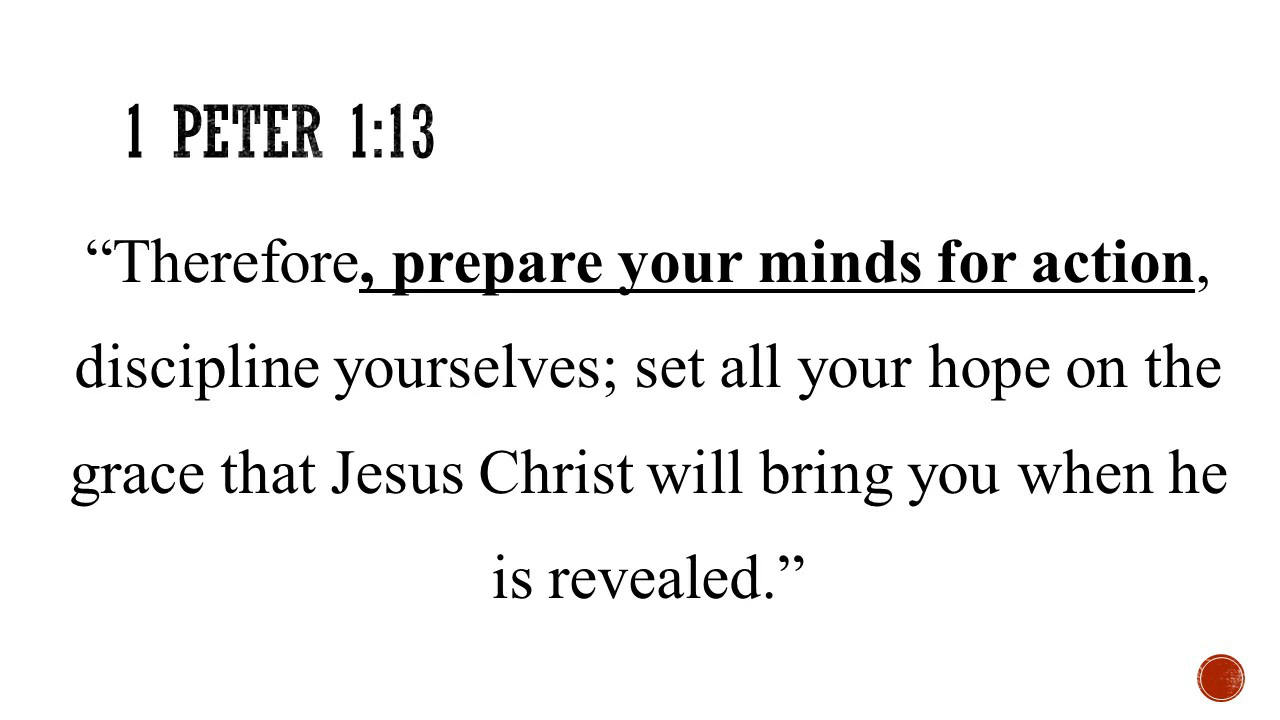 1 PETER 1:13
“Therefore, prepare your minds for action,
discipline yourselves; set all your hope on the
grace that Jesus Christ will bring you when he
is revealed.”